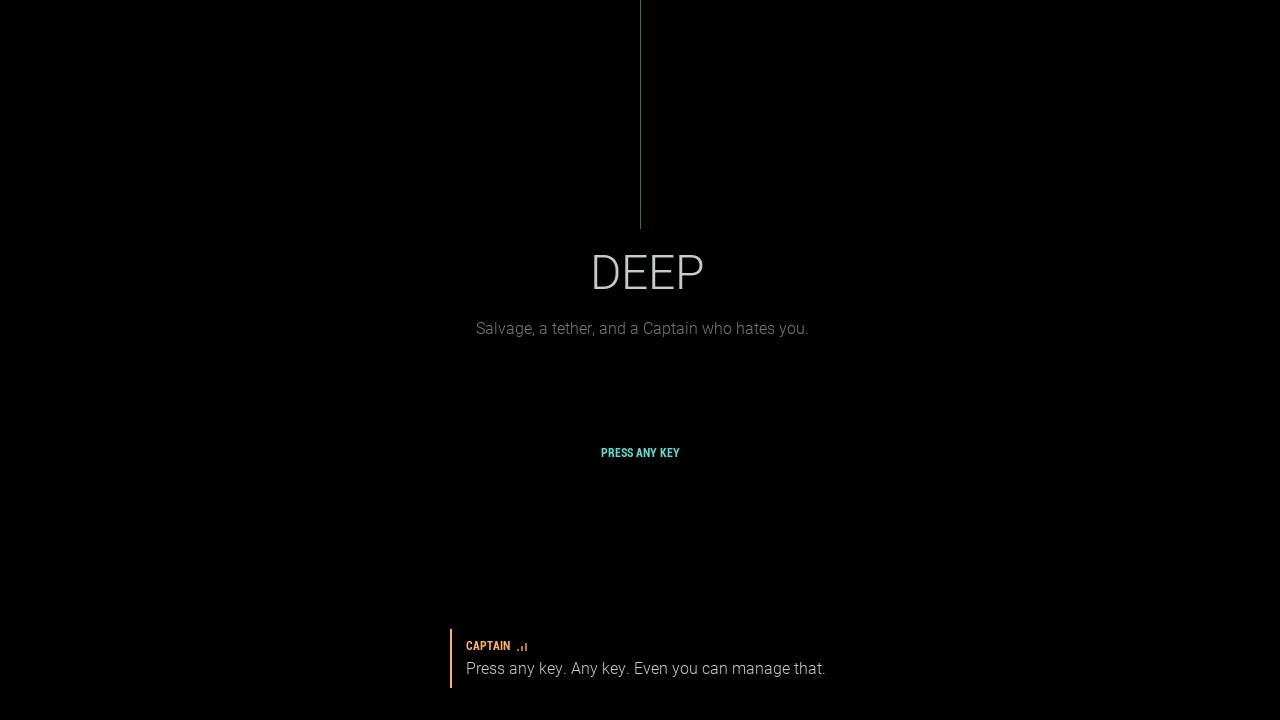 DEEP
Salvage, a tether, and a Captain who hates you.
PRESS ANY KEY
CAPTAIN
Press any key. Any key. Even you can manage that.